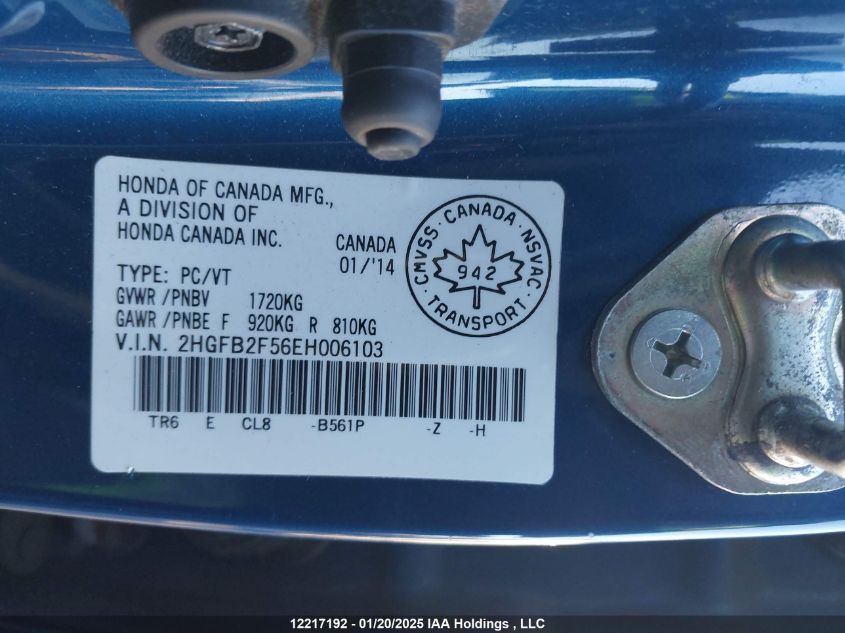 HONDA OF CANADA MFG.,
A DIVISION OF
HONDA CANADA INC.
CANADA
01/'14
TYPE: PC/VT
GVWR/PNBV 1720KG
GAWR/PNBE F 920KG R 810KG
V.I.N. 2HGFB2F56EH006103
CMVSS · CANADA · NSVAC
942
· TRANSPORT ·
TR6 E CL8 -B561P -Z -H
12217192 - 01/20/2025 IAA Holdings , LLC